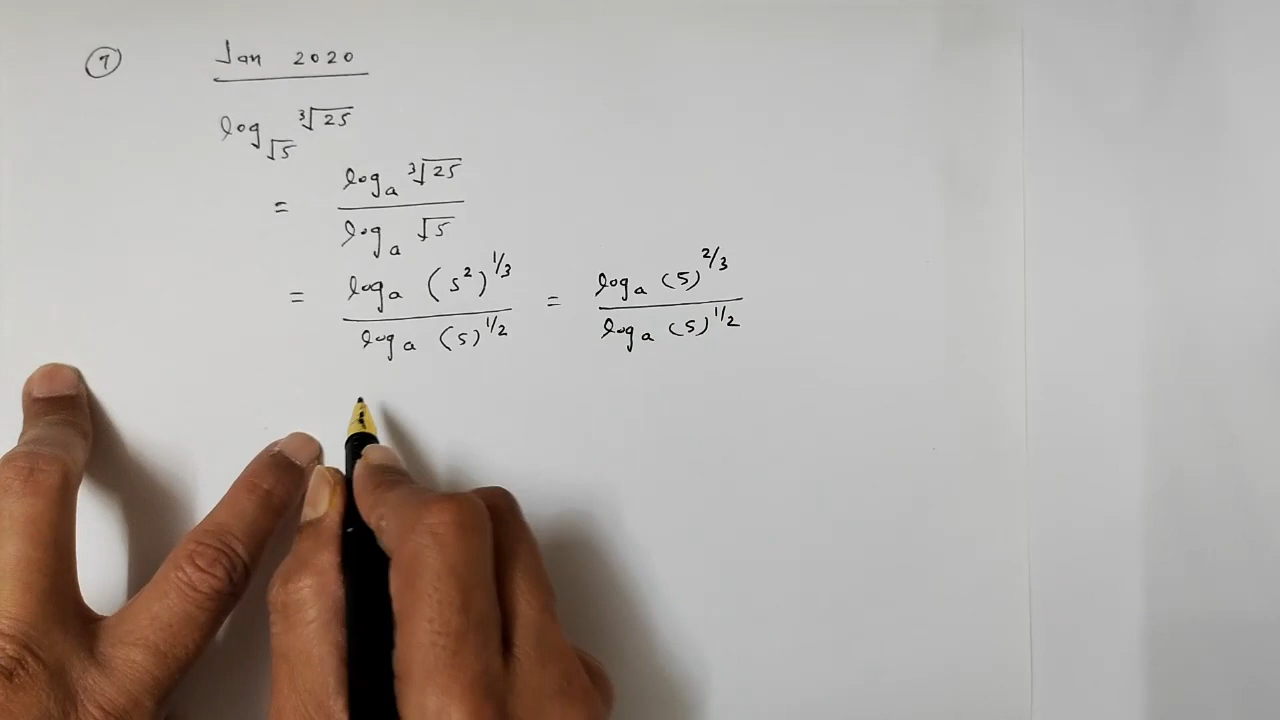 7 Jan 2020
log_√5 ∛25
= log_a ∛25 / log_a √5
= log_a (5²)^1/3 / log_a (5)^1/2 = log_a (5)^2/3 / log_a (5)^1/2